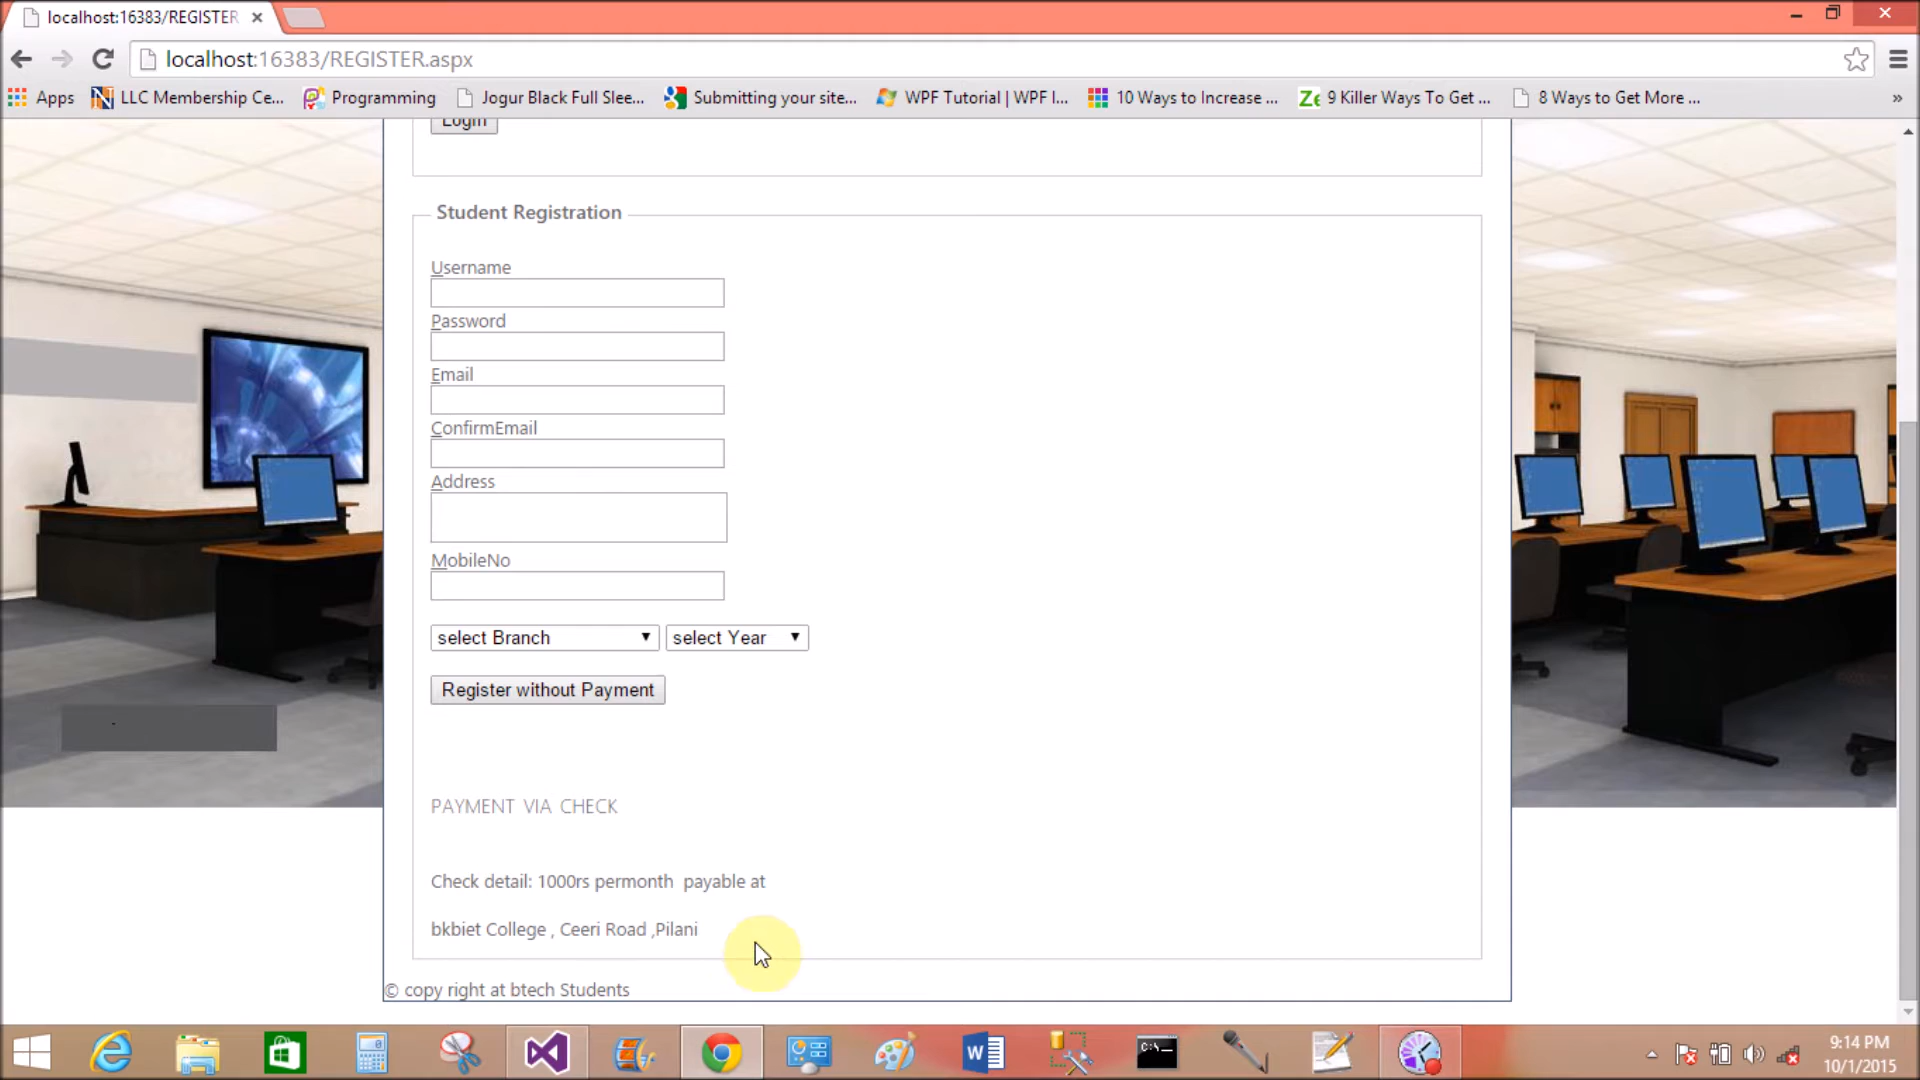 localhost:16383/REGISTER
localhost:16383/REGISTER.aspx
Apps LLC Membership Ce... Programming Jogur Black Full Slee... Submitting your site... WPF Tutorial | WPF I... 10 Ways to Increase ... 9 Killer Ways To Get ... 8 Ways to Get More ... »
Login
Student Registration
Username
Password
Email
ConfirmEmail
Address
MobileNo
select Branch select Year
Register without Payment
PAYMENT VIA CHECK
Check detail: 1000rs permonth payable at
bkbiet College , Ceeri Road ,Pilani
© copy right at btech Students
9:14 PM
10/1/2015